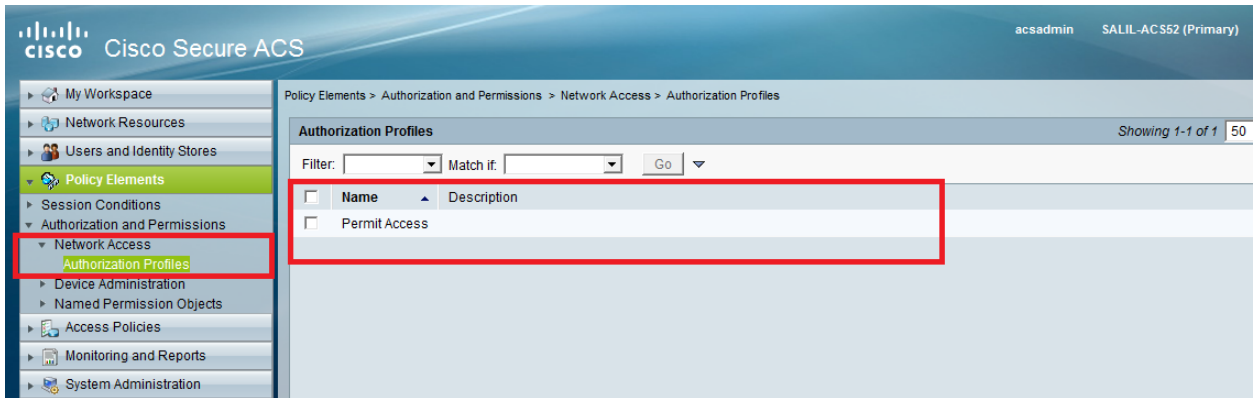 acsadmin SALIL-ACS52 (Primary)
CISCO Cisco Secure ACS
My Workspace
Network Resources
Users and Identity Stores
Policy Elements
Session Conditions
Authorization and Permissions
Network Access
Authorization Profiles
Device Administration
Named Permission Objects
Access Policies
Monitoring and Reports
System Administration
Policy Elements > Authorization and Permissions > Network Access > Authorization Profiles
Authorization Profiles Showing 1-1 of 1 50
Filter: Match if: Go
Name Description
Permit Access